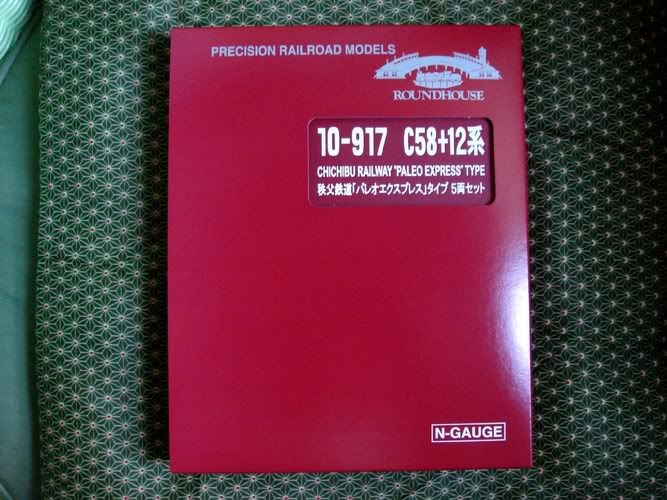 PRECISION RAILROAD MODELS
ROUNDHOUSE
10-917 C58+12系
CHICHIBU RAILWAY "PALEO EXPRESS" TYPE
秩父鉄道「パレオエクスプレス」タイプ 5両セット
N-GAUGE